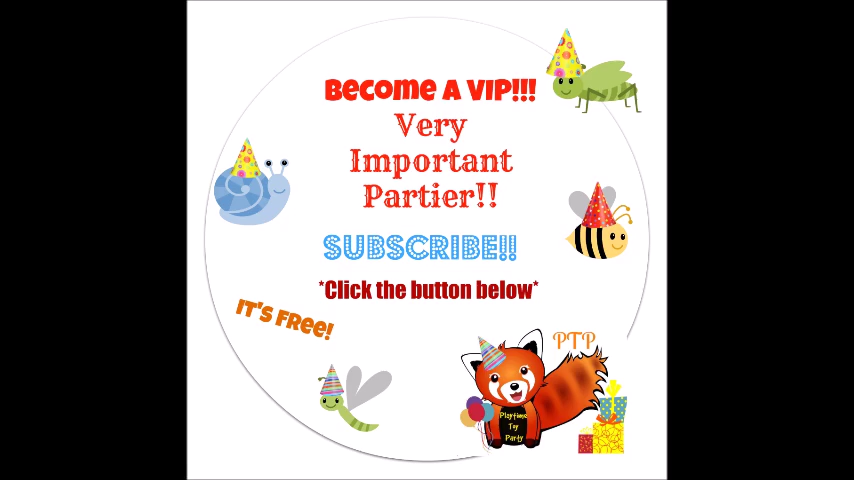 Become A VIP!!!
Very
Important
Partier!!
SUBSCRIBE!!
*Click the button below*
IT'S FRee!
PTP
Playtime
Toy
Party